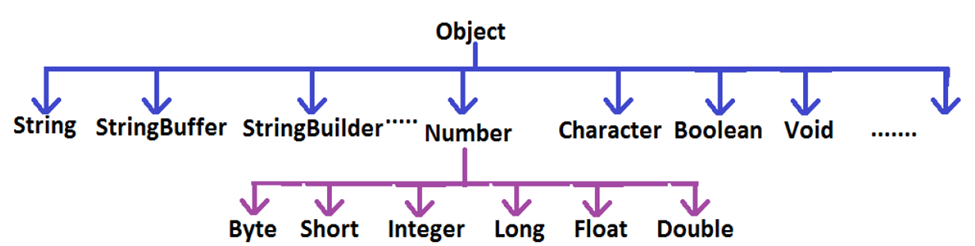 Object
String StringBuffer StringBuilder ..... Number Character Boolean Void .......
Byte Short Integer Long Float Double